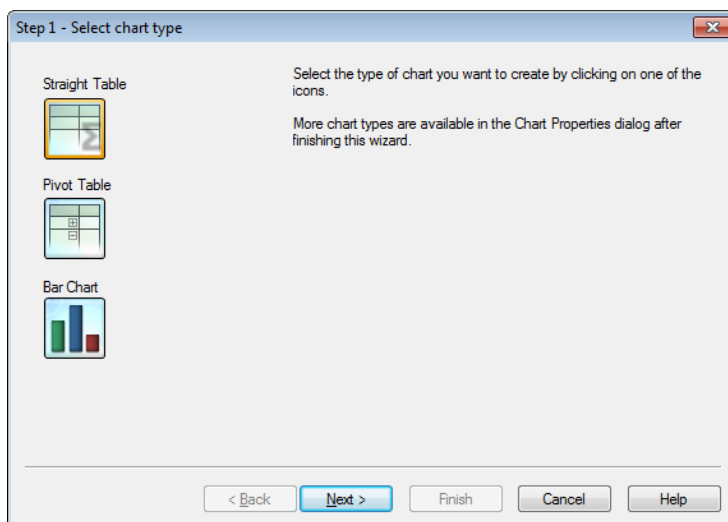 Step 1 - Select chart type
Straight Table
Σ
Pivot Table
Bar Chart
Select the type of chart you want to create by clicking on one of the
icons.
More chart types are available in the Chart Properties dialog after
finishing this wizard.
< Back
Next >
Finish
Cancel
Help